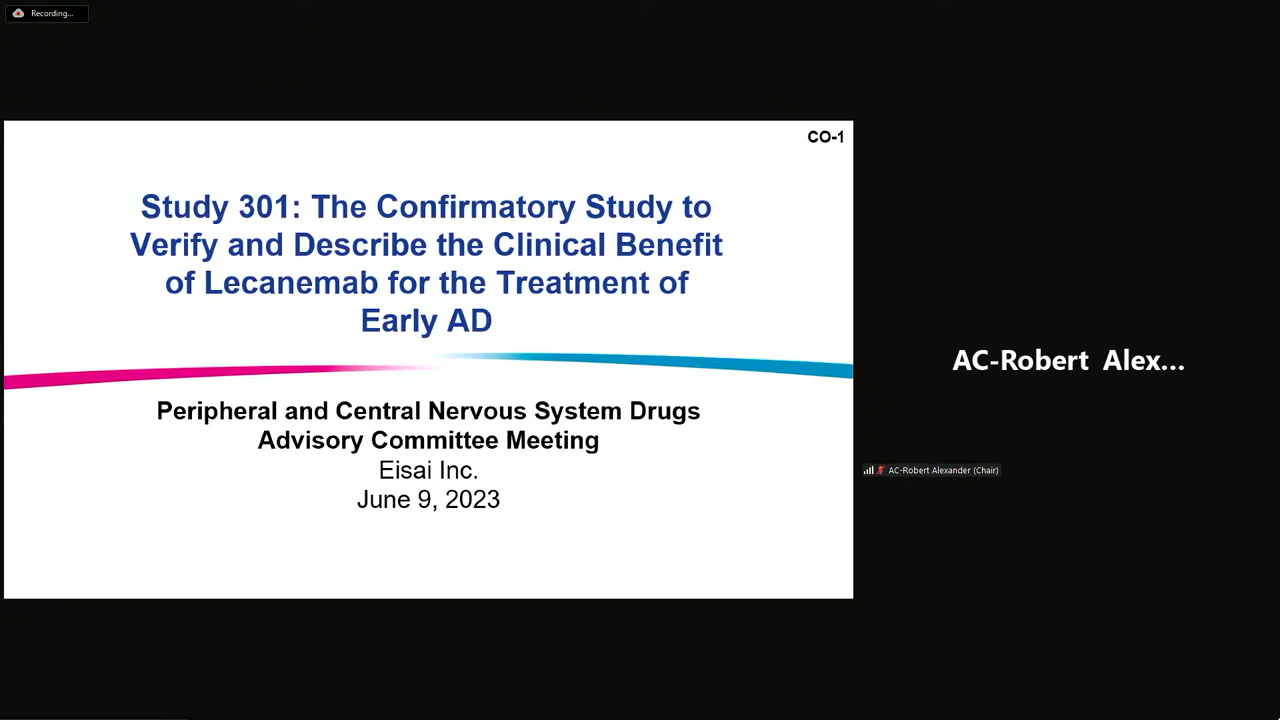 Recording...
CO-1
Study 301: The Confirmatory Study to
Verify and Describe the Clinical Benefit
of Lecanemab for the Treatment of
Early AD
Peripheral and Central Nervous System Drugs
Advisory Committee Meeting
Eisai Inc.
June 9, 2023
AC-Robert Alex...
AC-Robert Alexander (Chair)